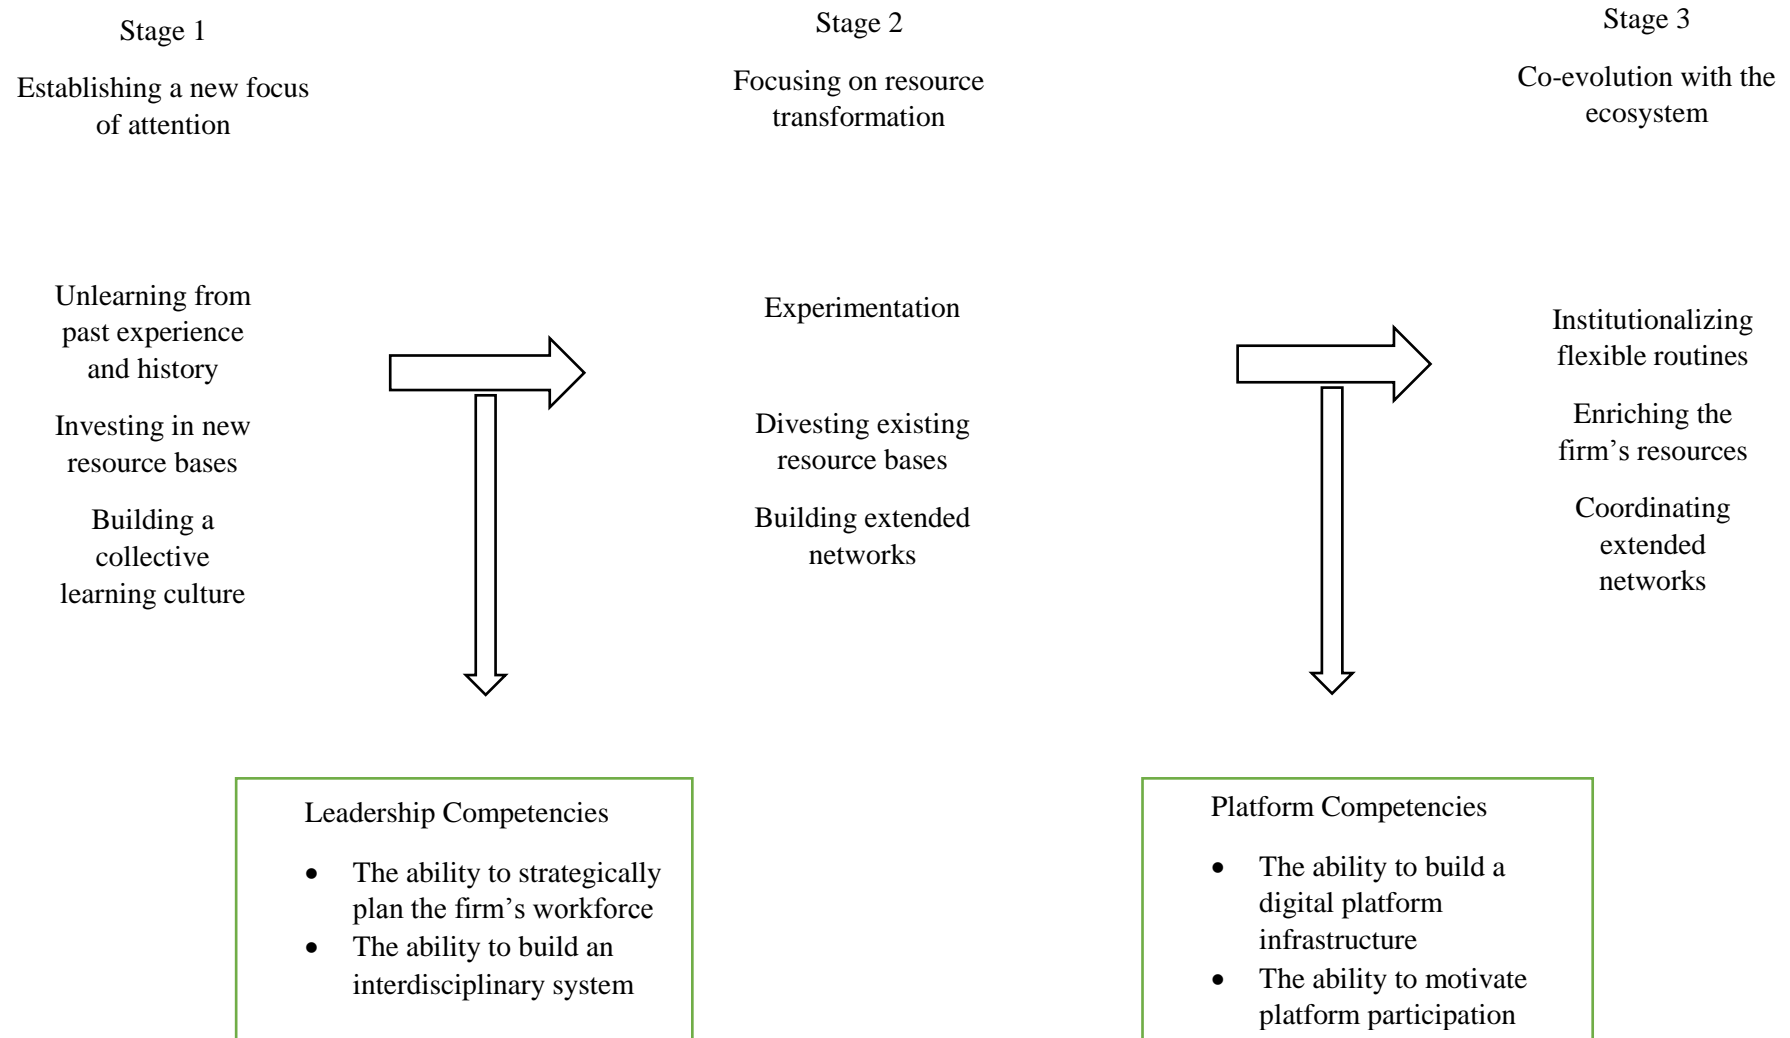 Stage 1
Establishing a new focus
of attention
Unlearning from
past experience
and history
Investing in new
resource bases
Building a
collective
learning culture
Stage 2
Focusing on resource
transformation
Experimentation
Divesting existing
resource bases
Building extended
networks
Stage 3
Co-evolution with the
ecosystem
Institutionalizing
flexible routines
Enriching the
firm’s resources
Coordinating
extended
networks
Leadership Competencies
• The ability to strategically
plan the firm’s workforce
• The ability to build an
interdisciplinary system
Platform Competencies
• The ability to build a
digital platform
infrastructure
• The ability to motivate
platform participation